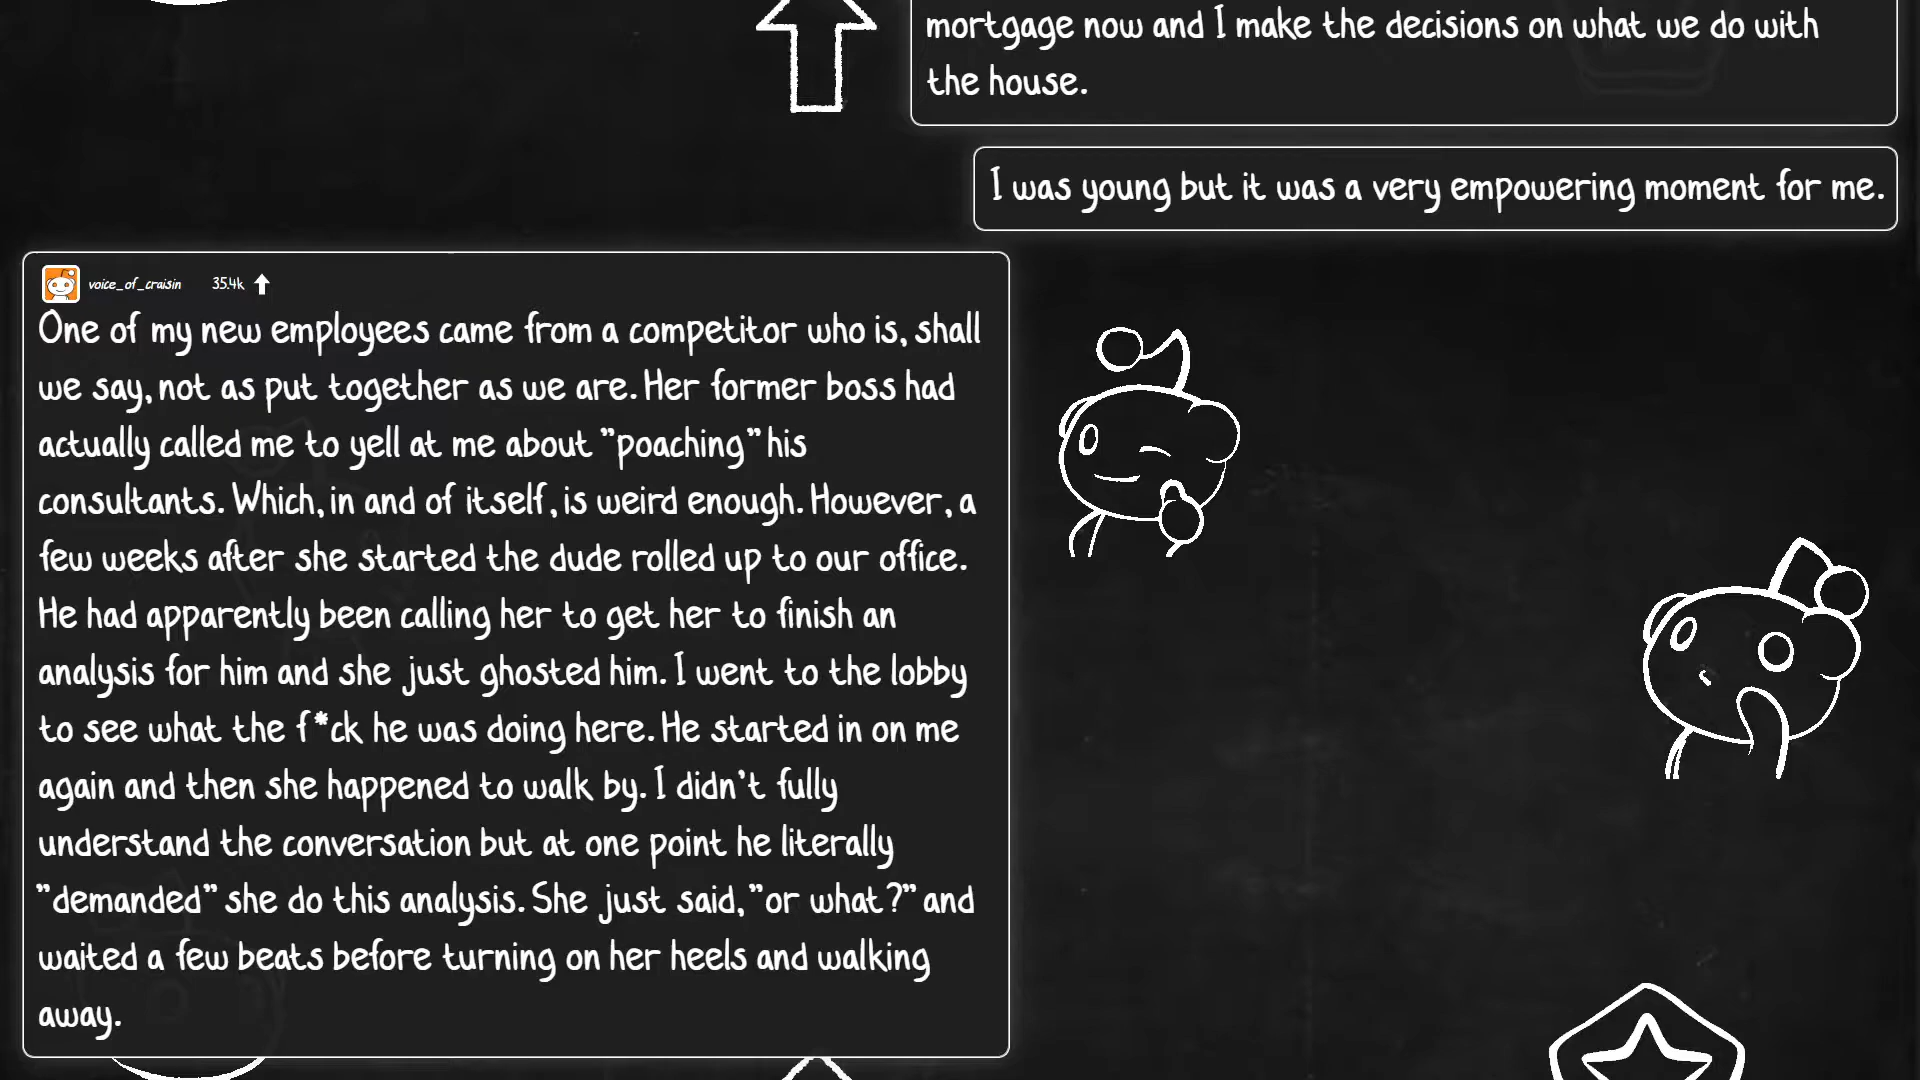 mortgage now and I make the decisions on what we do with
the house.
I was young but it was a very empowering moment for me.
voice_of_craisin 35.4k
One of my new employees came from a competitor who is, shall
we say, not as put together as we are. Her former boss had
actually called me to yell at me about "poaching" his
consultants. Which, in and of itself, is weird enough. However, a
few weeks after she started the dude rolled up to our office.
He had apparently been calling her to get her to finish an
analysis for him and she just ghosted him. I went to the lobby
to see what the f*ck he was doing here. He started in on me
again and then she happened to walk by. I didn't fully
understand the conversation but at one point he literally
"demanded" she do this analysis. She just said, "or what?" and
waited a few beats before turning on her heels and walking
away.